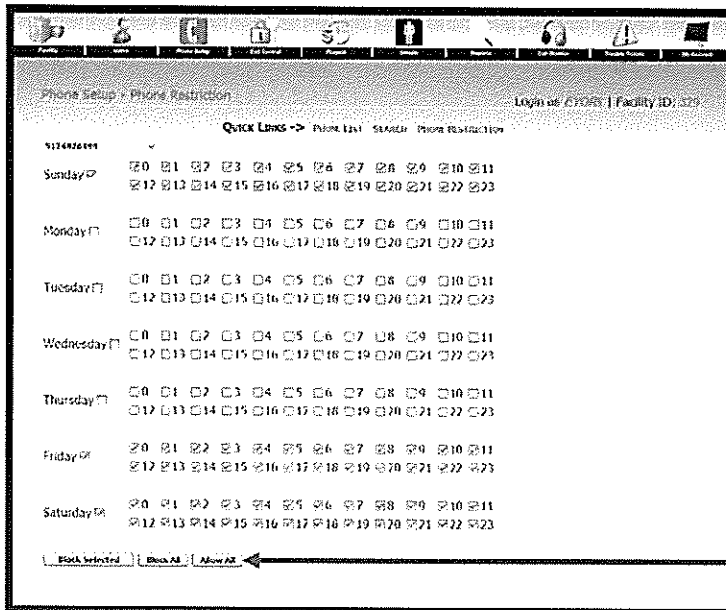 Facility Phone Setup Call Control Reports Call Monitor
Phone Setup - Phone Restriction
Login as | Facility ID:
QUICK LINKS -> PHONE LIST SEARCH PHONE RESTRICTION
Sunday 0 1 2 3 4 5 6 7 8 9 10 11
12 13 14 15 16 17 18 19 20 21 22 23
Monday 0 1 2 3 4 5 6 7 8 9 10 11
12 13 14 15 16 17 18 19 20 21 22 23
Tuesday 0 1 2 3 4 5 6 7 8 9 10 11
12 13 14 15 16 17 18 19 20 21 22 23
Wednesday 0 1 2 3 4 5 6 7 8 9 10 11
12 13 14 15 16 17 18 19 20 21 22 23
Thursday 0 1 2 3 4 5 6 7 8 9 10 11
12 13 14 15 16 17 18 19 20 21 22 23
Friday 0 1 2 3 4 5 6 7 8 9 10 11
12 13 14 15 16 17 18 19 20 21 22 23
Saturday 0 1 2 3 4 5 6 7 8 9 10 11
12 13 14 15 16 17 18 19 20 21 22 23
Block Selected Block All Allow All